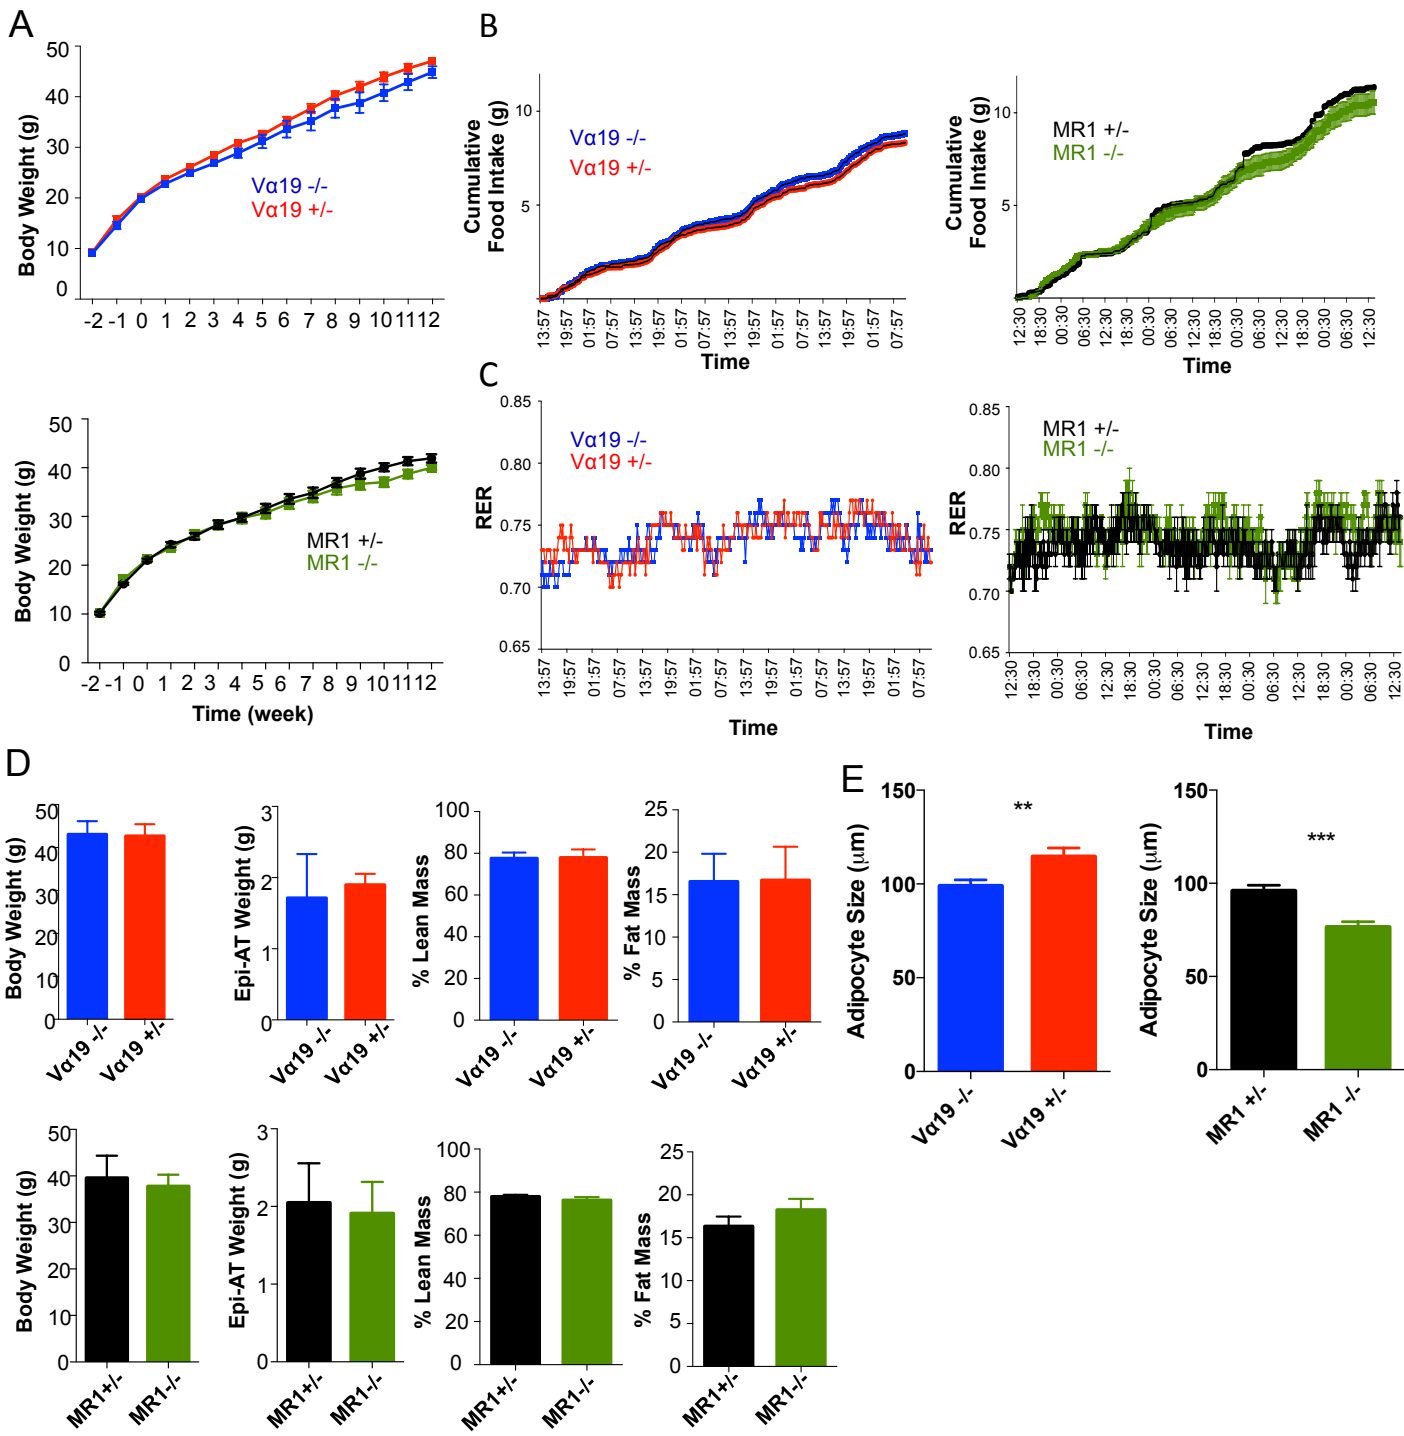 A
50
40
30
20
10
0
Body Weight (g)
Vα19 -/-
Vα19 +/-
-2 -1 0 1 2 3 4 5 6 7 8 9 10 11 12
50
40
30
20
10
0
Body Weight (g)
MR1 +/-
MR1 -/-
-2 -1 0 1 2 3 4 5 6 7 8 9 10 11 12
Time (week)
B
10
5
Cumulative
Food Intake (g)
Vα19 -/-
Vα19 +/-
13:57 19:57 01:57 07:57 13:57 19:57 01:57 07:57 13:57 19:57 01:57 07:57 13:57 19:57 01:57 07:57
Time
10
5
Cumulative
Food Intake (g)
MR1 +/-
MR1 -/-
12:30 18:30 00:30 06:30 12:30 18:30 00:30 06:30 12:30 18:30 00:30 06:30 12:30 18:30 00:30 06:30 12:30
Time
C
0.85
0.80
0.75
0.70
0.65
RER
Vα19 -/-
Vα19 +/-
13:57 19:57 01:57 07:57 13:57 19:57 01:57 07:57 13:57 19:57 01:57 07:57 13:57 19:57 01:57 07:57
Time
0.85
0.80
0.75
0.70
0.65
RER
MR1 +/-
MR1 -/-
12:30 18:30 00:30 06:30 12:30 18:30 00:30 06:30 12:30 18:30 00:30 06:30 12:30 18:30 00:30 06:30 12:30
Time
D
50
40
30
20
10
0
Body Weight (g)
Vα19 -/-
Vα19 +/-
3
2
1
0
Epi-AT Weight (g)
Vα19 -/-
Vα19 +/-
100
80
60
40
20
0
% Lean Mass
Vα19 -/-
Vα19 +/-
25
20
15
10
5
0
% Fat Mass
Vα19 -/-
Vα19 +/-
50
40
30
20
10
0
Body Weight (g)
MR1+/-
MR1-/-
3
2
1
0
Epi-AT Weight (g)
MR1+/-
MR1-/-
100
80
60
40
20
0
% Lean Mass
MR1+/-
MR1-/-
25
20
15
10
5
0
% Fat Mass
MR1+/-
MR1-/-
E
150
100
50
0
Adipocyte Size (μm)
**
Vα19 -/-
Vα19 +/-
150
100
50
0
Adipocyte Size (μm)
***
MR1 +/-
MR1 -/-